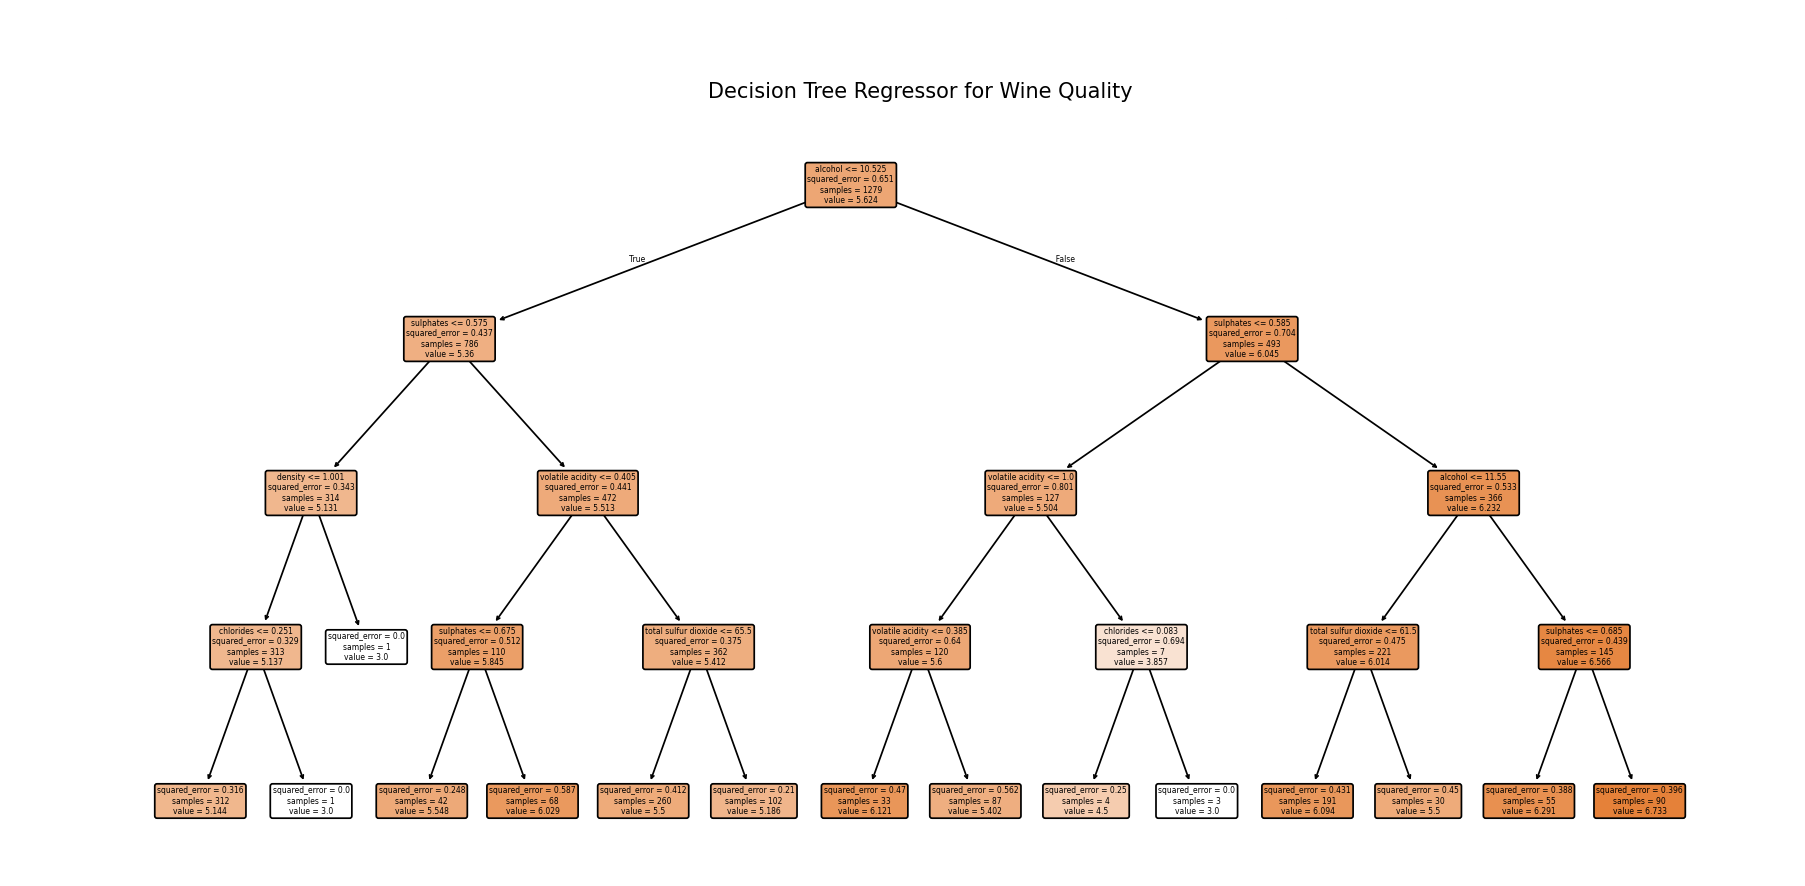 Decision Tree Regressor for Wine Quality
alcohol <= 10.525
squared_error = 0.651
samples = 1279
value = 5.624
True
False
sulphates <= 0.575
squared_error = 0.437
samples = 786
value = 5.36
sulphates <= 0.585
squared_error = 0.704
samples = 493
value = 6.045
density <= 1.001
squared_error = 0.343
samples = 314
value = 5.131
volatile acidity <= 0.405
squared_error = 0.441
samples = 472
value = 5.513
volatile acidity <= 1.0
squared_error = 0.801
samples = 127
value = 5.504
alcohol <= 11.55
squared_error = 0.533
samples = 366
value = 6.232
chlorides <= 0.251
squared_error = 0.329
samples = 313
value = 5.137
squared_error = 0.0
samples = 1
value = 3.0
sulphates <= 0.675
squared_error = 0.512
samples = 110
value = 5.845
total sulfur dioxide <= 65.5
squared_error = 0.375
samples = 362
value = 5.412
volatile acidity <= 0.385
squared_error = 0.64
samples = 120
value = 5.6
chlorides <= 0.083
squared_error = 0.694
samples = 7
value = 3.857
total sulfur dioxide <= 61.5
squared_error = 0.475
samples = 221
value = 6.014
sulphates <= 0.685
squared_error = 0.439
samples = 145
value = 6.566
squared_error = 0.316
samples = 312
value = 5.144
squared_error = 0.0
samples = 1
value = 3.0
squared_error = 0.248
samples = 42
value = 5.548
squared_error = 0.587
samples = 68
value = 6.029
squared_error = 0.412
samples = 260
value = 5.5
squared_error = 0.21
samples = 102
value = 5.186
squared_error = 0.47
samples = 33
value = 6.121
squared_error = 0.562
samples = 87
value = 5.402
squared_error = 0.25
samples = 4
value = 4.5
squared_error = 0.0
samples = 3
value = 3.0
squared_error = 0.431
samples = 191
value = 6.094
squared_error = 0.45
samples = 30
value = 5.5
squared_error = 0.388
samples = 55
value = 6.291
squared_error = 0.396
samples = 90
value = 6.733